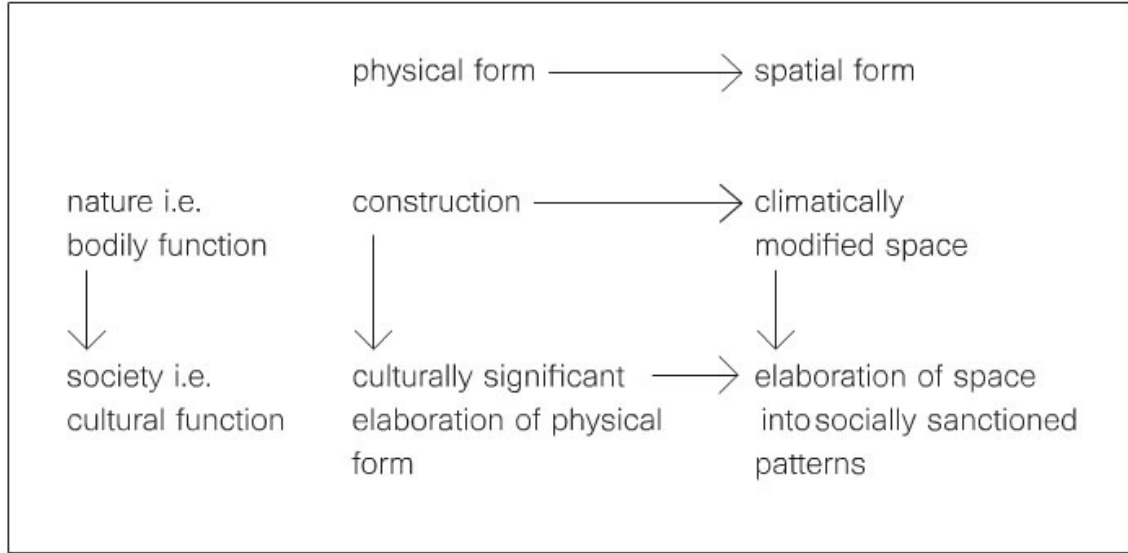 physical form
spatial form
nature i.e.
bodily function
construction
climatically
modified space
society i.e.
cultural function
culturally significant
elaboration of physical
form
elaboration of space
into socially sanctioned
patterns